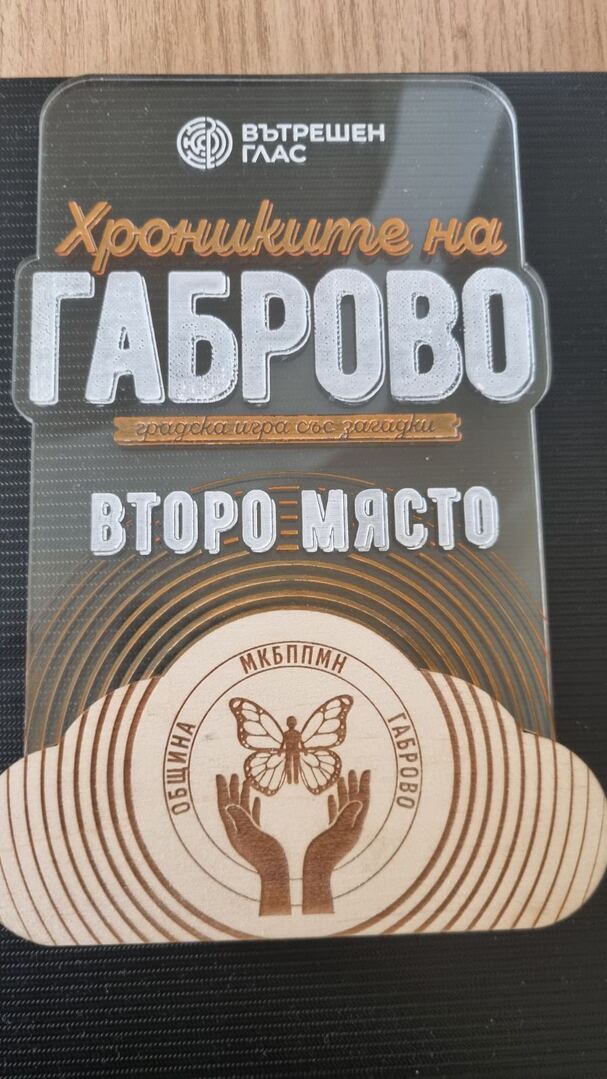 ВЪТРЕШЕН
ГЛАС
Хрониките на
ГАБРОВО
градска игра със загадки
ВТОРО МЯСТО
ОБЩИНА МКБППМН ГАБРОВО